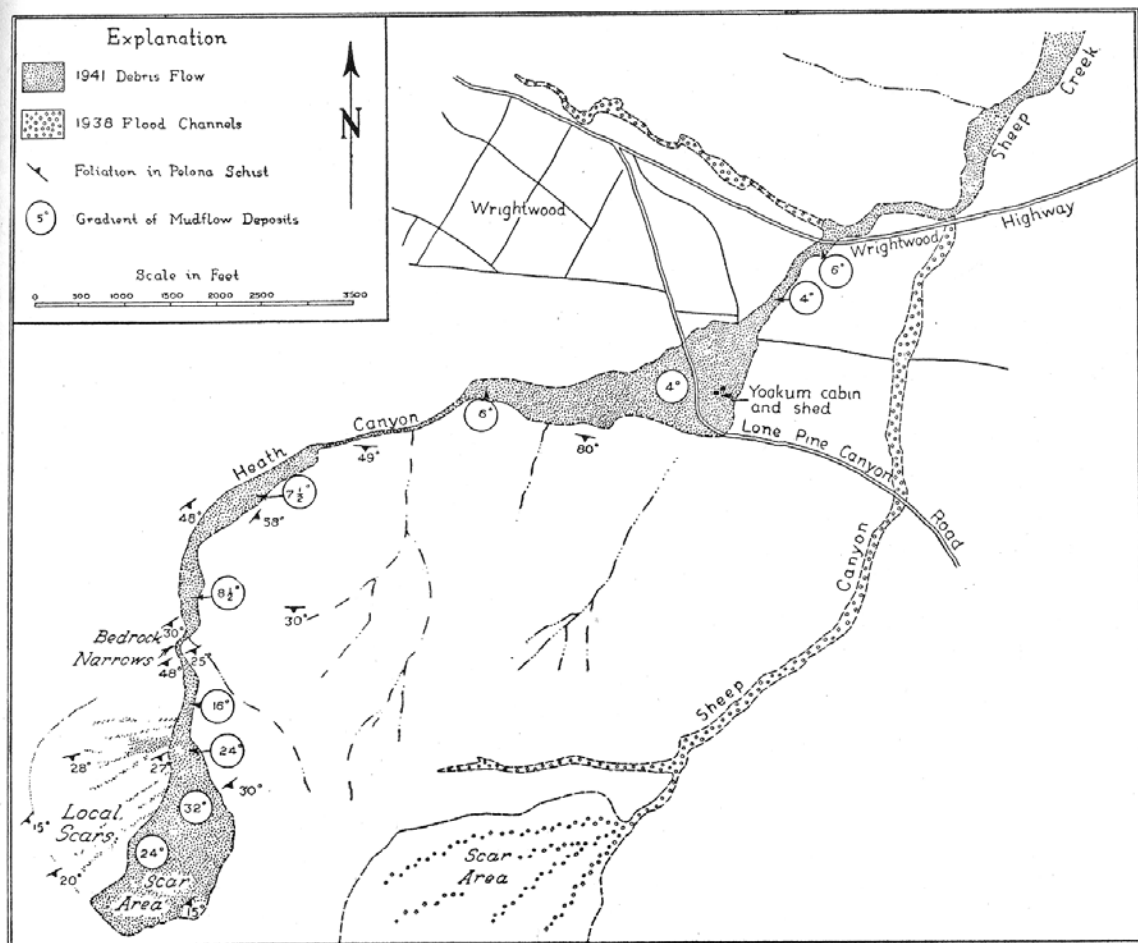 Explanation
1941 Debris Flow
1938 Flood Channels
Foliation in Pelona Schist
5° Gradient of Mudflow Deposits
Scale in Feet
0 500 1000 1500 2000 2500 3500
N
Creek
Sheep
Wrightwood
Wrightwood
Highway
6°
4°
4°
Yoakum cabin
and shed
6°
Canyon
Heath
49°
80°
Lone Pine Canyon
Road
7½°
48°
58°
Canyon
8½°
30°
30°
Bedrock
Narrows
25°
48°
Sheep
16°
24°
28°
27°
30°
32°
15°
Local
Scars
24°
20°
Scar
Area
15°
Scar
Area